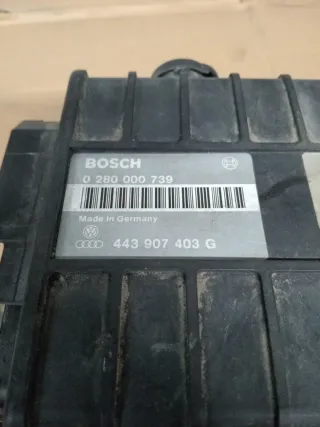 BOSCH
0 280 000 739
Made in Germany
443 907 403 G